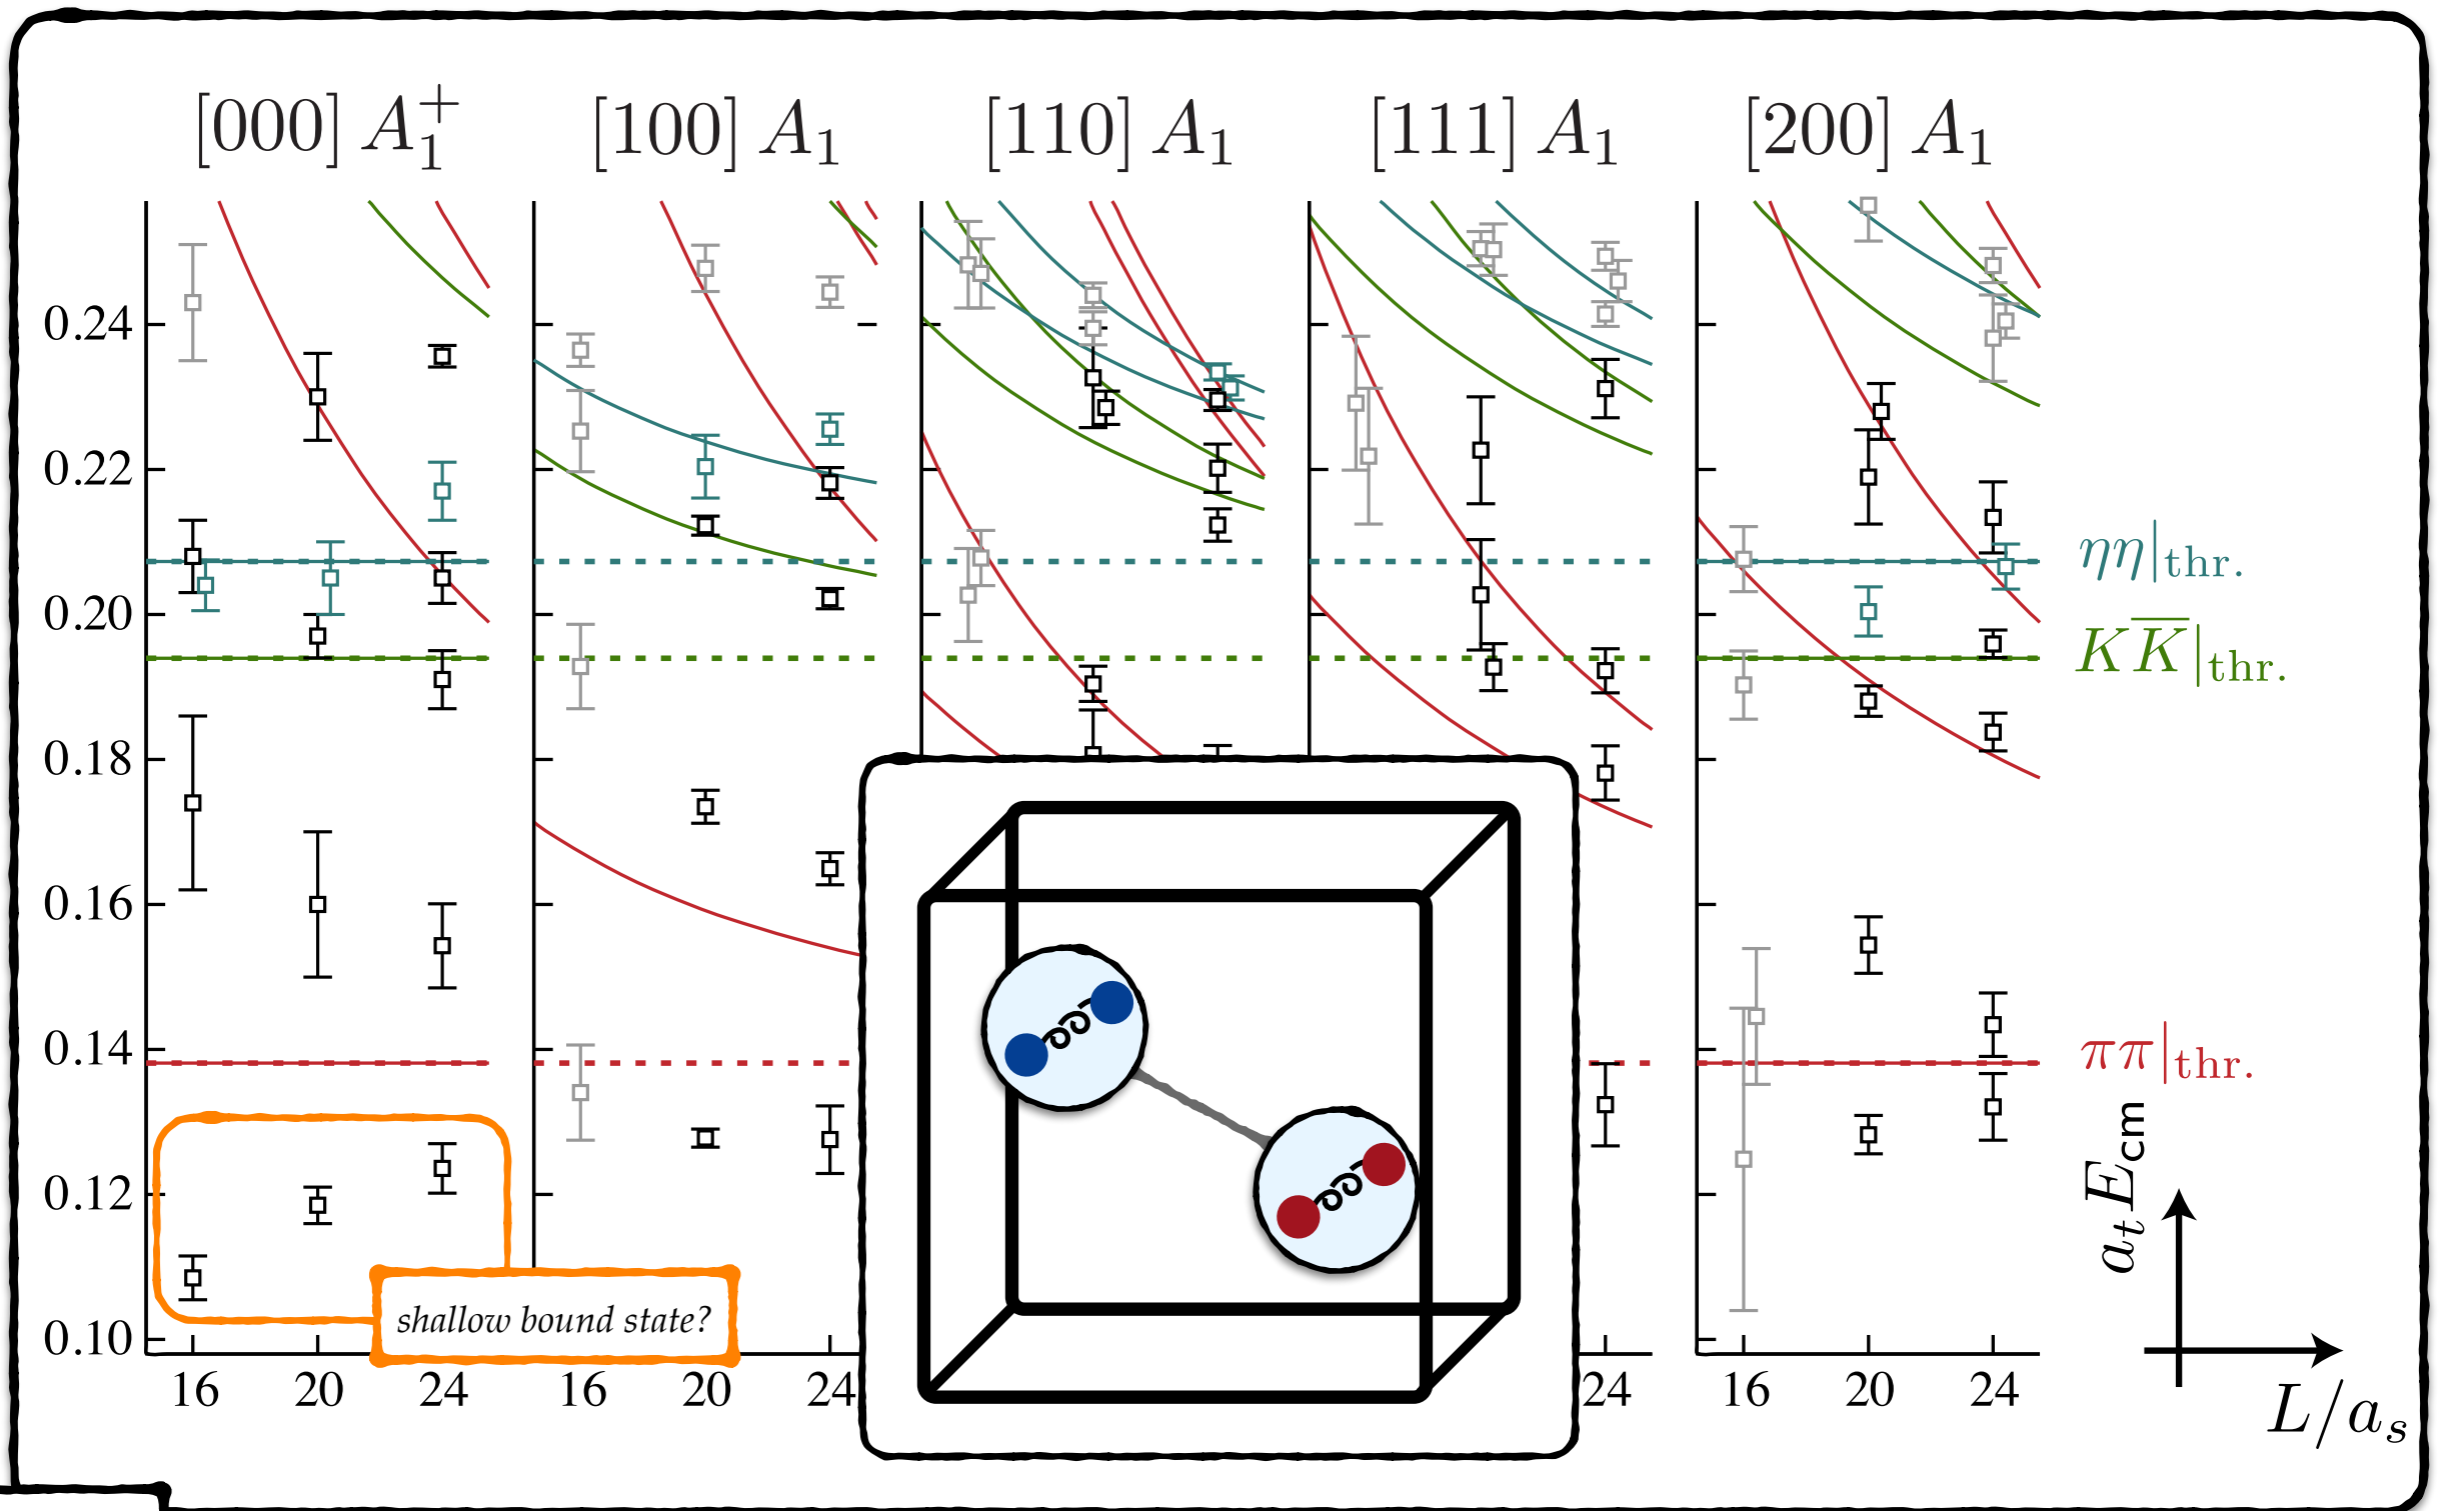 [000] A₁⁺ [100] A₁ [110] A₁ [111] A₁ [200] A₁
0.24
0.22
0.20
0.18
0.16
0.14
0.12
0.10
ηη|thr.
KK̅|thr.
ππ|thr.
shallow bound state?
16 20 24 16 20 24 24 16 20 24
aₜE_cm
L/aₛ